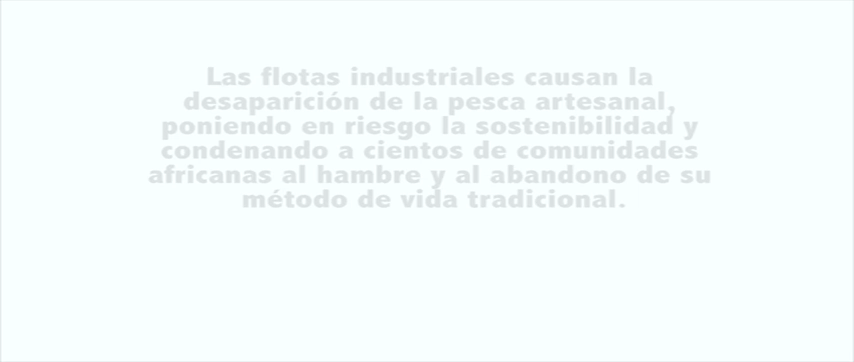 Las flotas industriales causan la
desaparición de la pesca artesanal,
poniendo en riesgo la sostenibilidad y
condenando a cientos de comunidades
africanas al hambre y al abandono de su
método de vida tradicional.